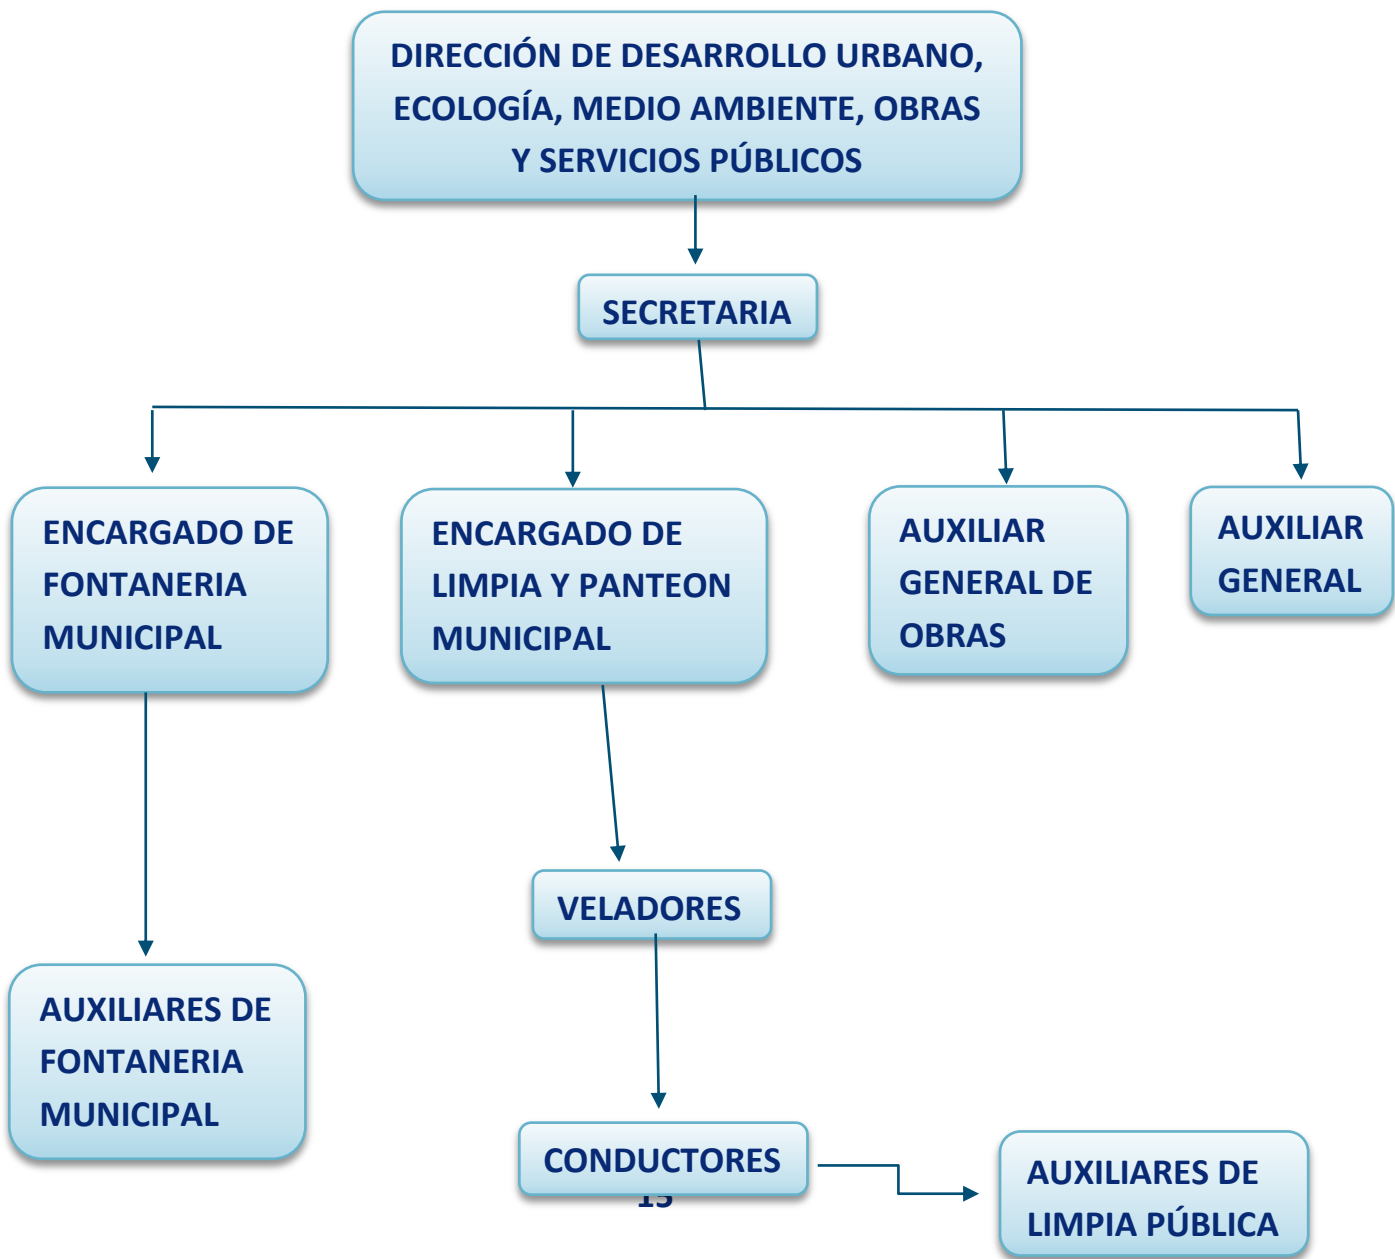 DIRECCIÓN DE DESARROLLO URBANO,
ECOLOGÍA, MEDIO AMBIENTE, OBRAS
Y SERVICIOS PÚBLICOS
SECRETARIA
ENCARGADO DE
FONTANERIA
MUNICIPAL
ENCARGADO DE
LIMPIA Y PANTEON
MUNICIPAL
AUXILIAR
GENERAL DE
OBRAS
AUXILIAR
GENERAL
VELADORES
AUXILIARES DE
FONTANERIA
MUNICIPAL
CONDUCTORES
AUXILIARES DE
LIMPIA PÚBLICA